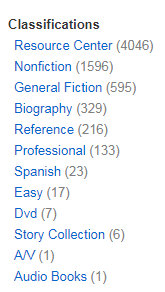 Classifications
Resource Center (4046)
Nonfiction (1596)
General Fiction (595)
Biography (329)
Reference (216)
Professional (133)
Spanish (23)
Easy (17)
Dvd (7)
Story Collection (6)
A/V (1)
Audio Books (1)